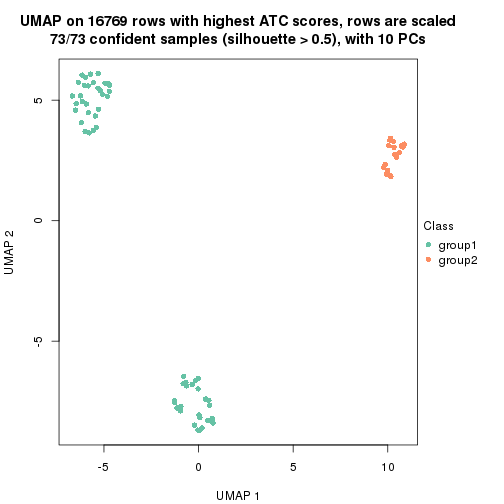 UMAP on 16769 rows with highest ATC scores, rows are scaled
73/73 confident samples (silhouette > 0.5), with 10 PCs
5
0
-5
UMAP 2
-5
0
5
10
UMAP 1
Class
group1
group2